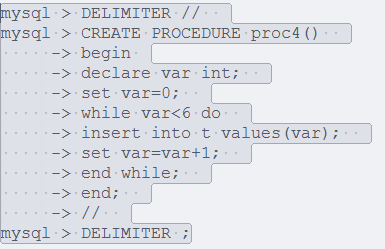 mysql > DELIMITER //
mysql > CREATE PROCEDURE proc4()
-> begin
-> declare var int;
-> set var=0;
-> while var<6 do
-> insert into t values(var);
-> set var=var+1;
-> end while;
-> end;
-> //
mysql > DELIMITER ;